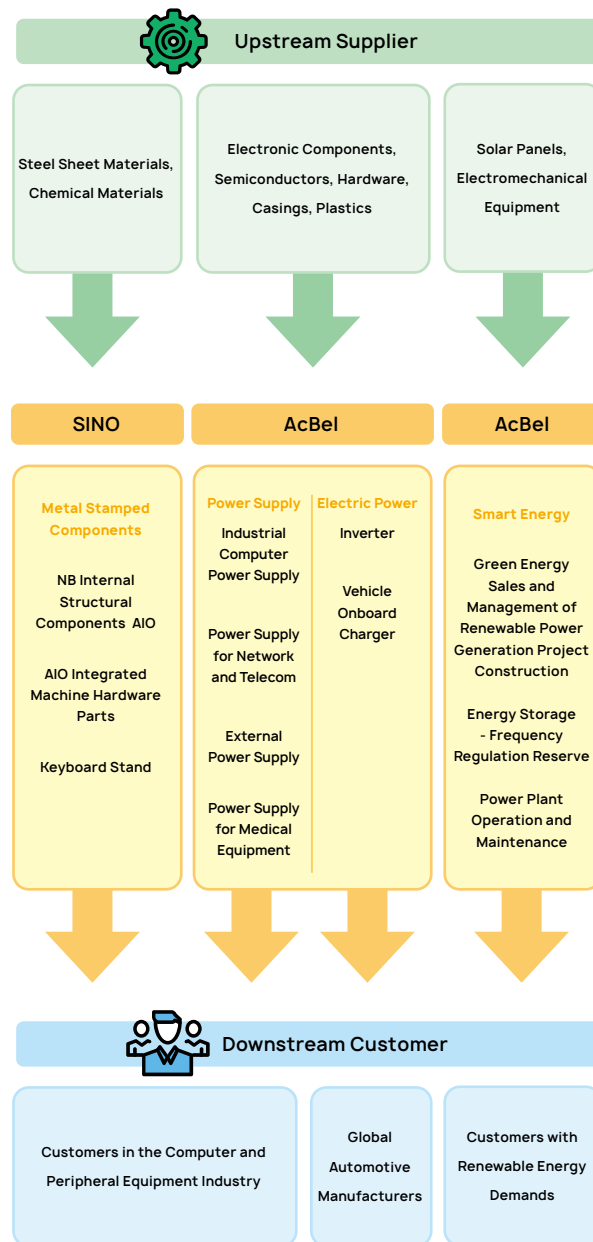 Upstream Supplier
Steel Sheet Materials,
Chemical Materials
Electronic Components,
Semiconductors, Hardware,
Casings, Plastics
Solar Panels,
Electromechanical
Equipment
SINO
AcBel
AcBel
Metal Stamped
Components
NB Internal
Structural
Components AIO
AIO Integrated
Machine Hardware
Parts
Keyboard Stand
Power Supply
Industrial
Computer
Power Supply
Power Supply
for Network
and Telecom
External
Power Supply
Power Supply
for Medical
Equipment
Electric Power
Inverter
Vehicle
Onboard
Charger
Smart Energy
Green Energy
Sales and
Management of
Renewable Power
Generation Project
Construction
Energy Storage
- Frequency
Regulation Reserve
Power Plant
Operation and
Maintenance
Downstream Customer
Customers in the Computer and
Peripheral Equipment Industry
Global
Automotive
Manufacturers
Customers with
Renewable Energy
Demands